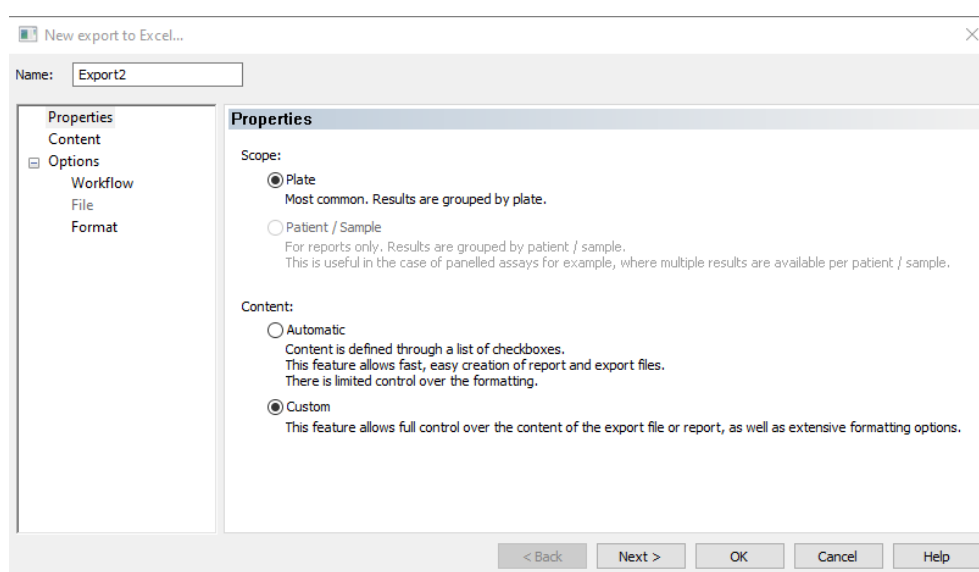 New export to Excel...
Name: Export2
Properties
Content
Options
Workflow
File
Format
Properties
Scope:
Plate
Most common. Results are grouped by plate.
Patient / Sample
For reports only. Results are grouped by patient / sample.
This is useful in the case of panelled assays for example, where multiple results are available per patient / sample.
Content:
Automatic
Content is defined through a list of checkboxes.
This feature allows fast, easy creation of report and export files.
There is limited control over the formatting.
Custom
This feature allows full control over the content of the export file or report, as well as extensive formatting options.
< Back Next > OK Cancel Help